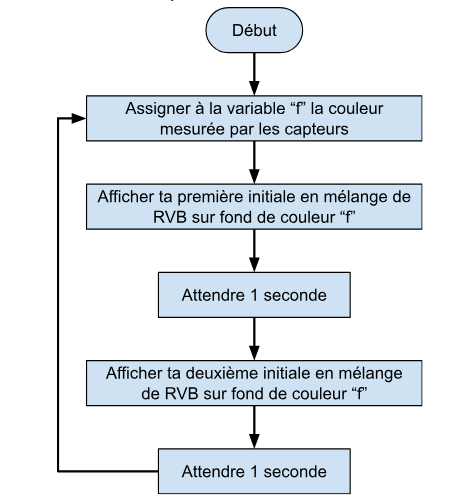 Début
Assigner à la variable “f” la couleur
mesurée par les capteurs
Afficher ta première initiale en mélange de
RVB sur fond de couleur “f”
Attendre 1 seconde
Afficher ta deuxième initiale en mélange
de RVB sur fond de couleur “f”
Attendre 1 seconde